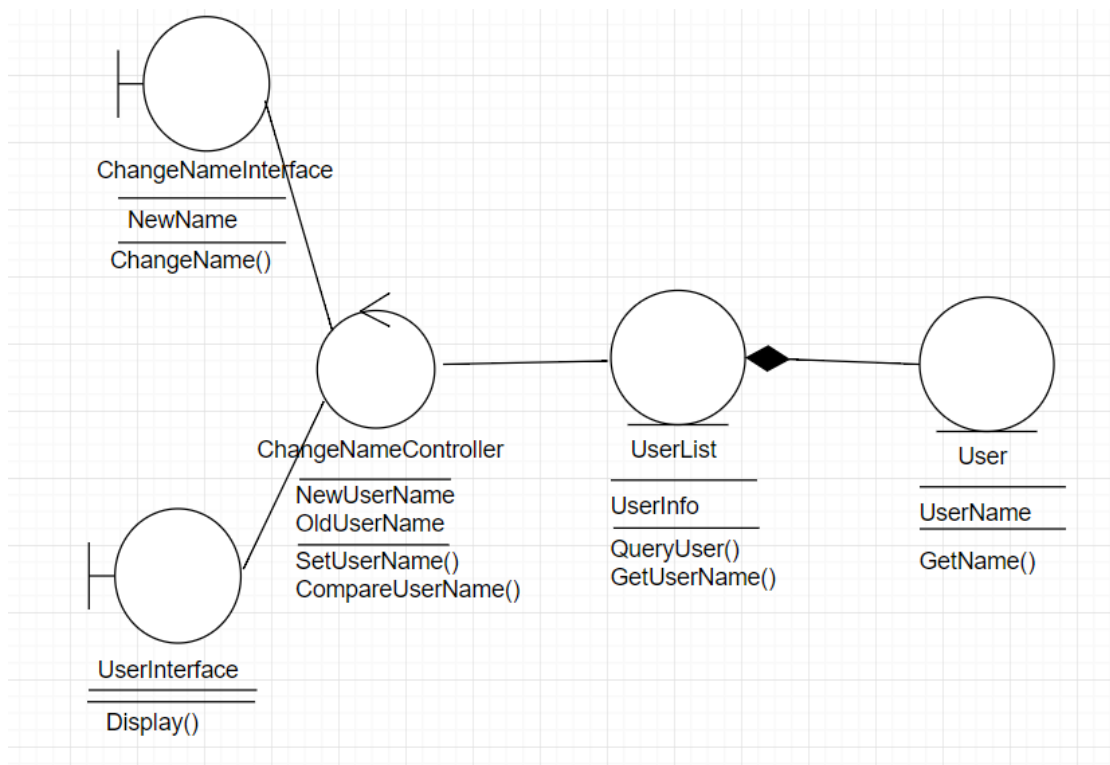 ChangeNameInterface
NewName
ChangeName()
ChangeNameController
NewUserName
OldUserName
SetUserName()
CompareUserName()
UserList
UserInfo
QueryUser()
GetUserName()
User
UserName
GetName()
UserInterface
Display()